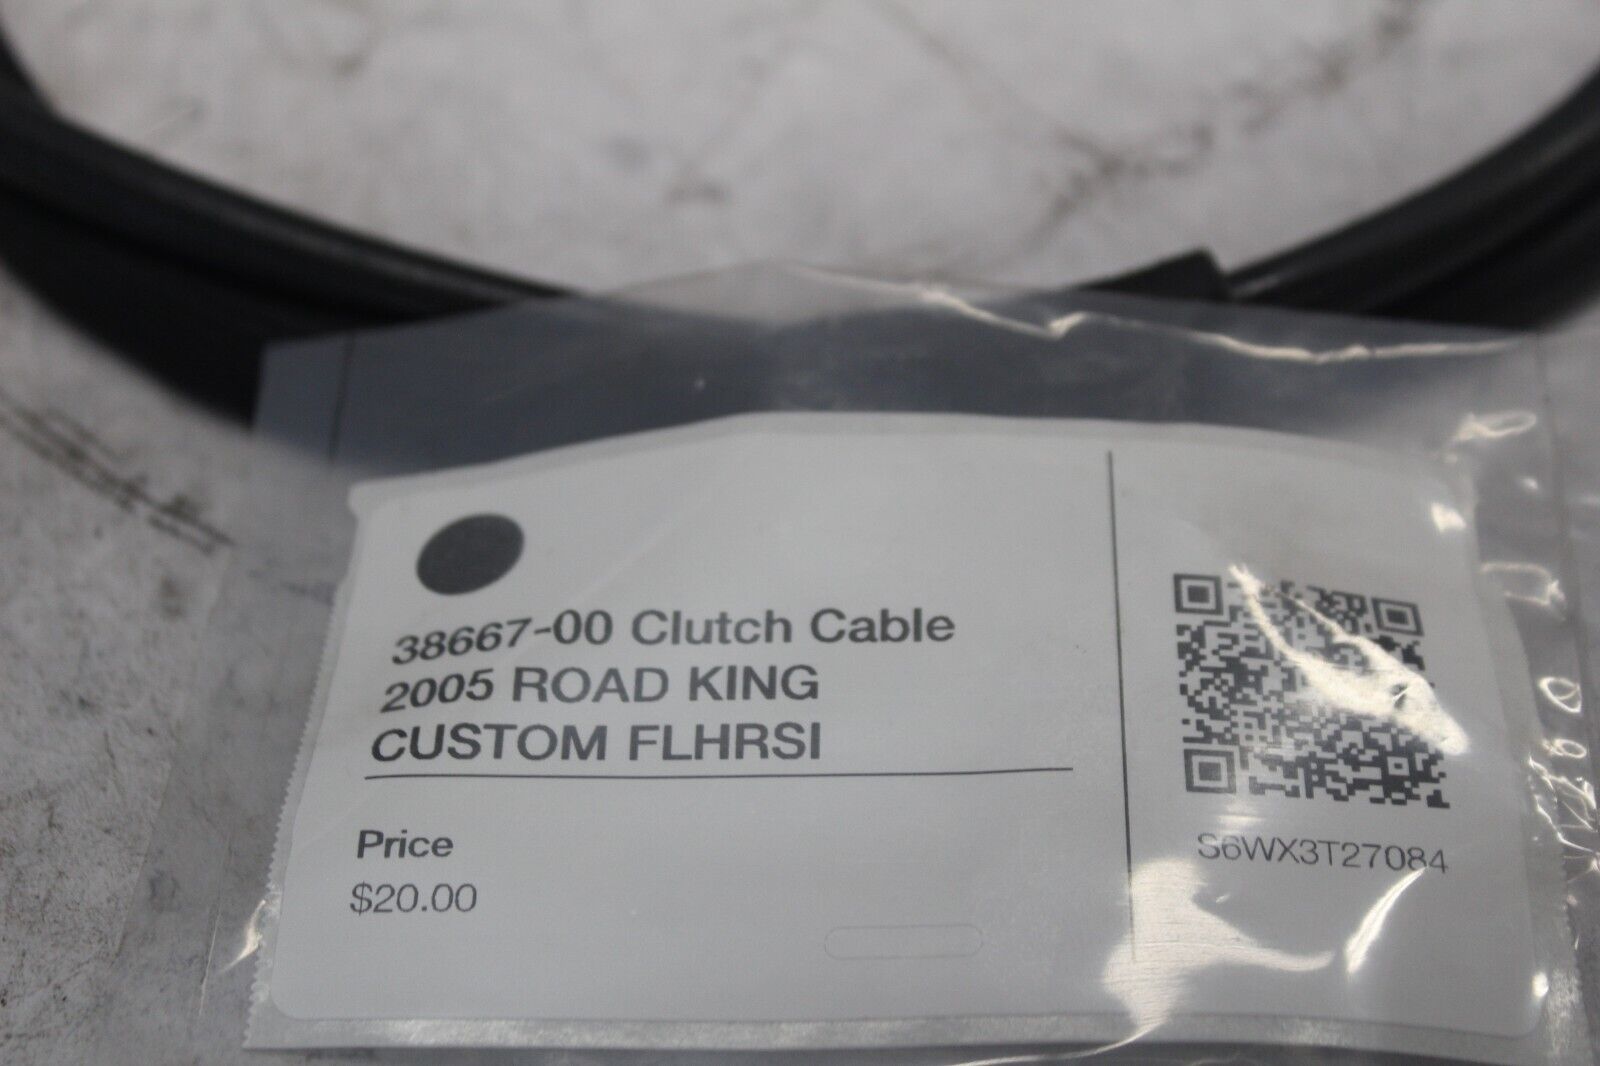 38667-00 Clutch Cable
2005 ROAD KING
CUSTOM FLHRSI
Price
$20.00
S6WX3T27084